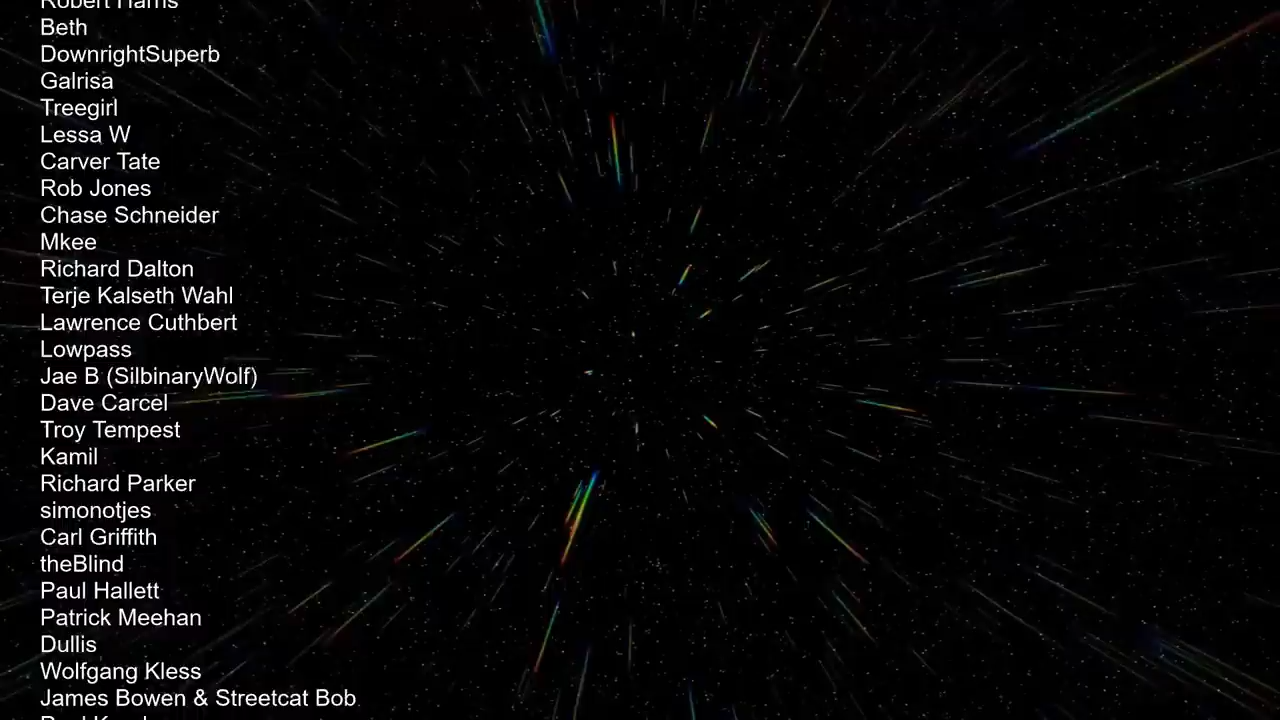 Robert Harris
Beth
DownrightSuperb
Galrisa
Treegirl
Lessa W
Carver Tate
Rob Jones
Chase Schneider
Mkee
Richard Dalton
Terje Kalseth Wahl
Lawrence Cuthbert
Lowpass
Jae B (SilbinaryWolf)
Dave Carcel
Troy Tempest
Kamil
Richard Parker
simonotjes
Carl Griffith
theBlind
Paul Hallett
Patrick Meehan
Dullis
Wolfgang Kless
James Bowen & Streetcat Bob